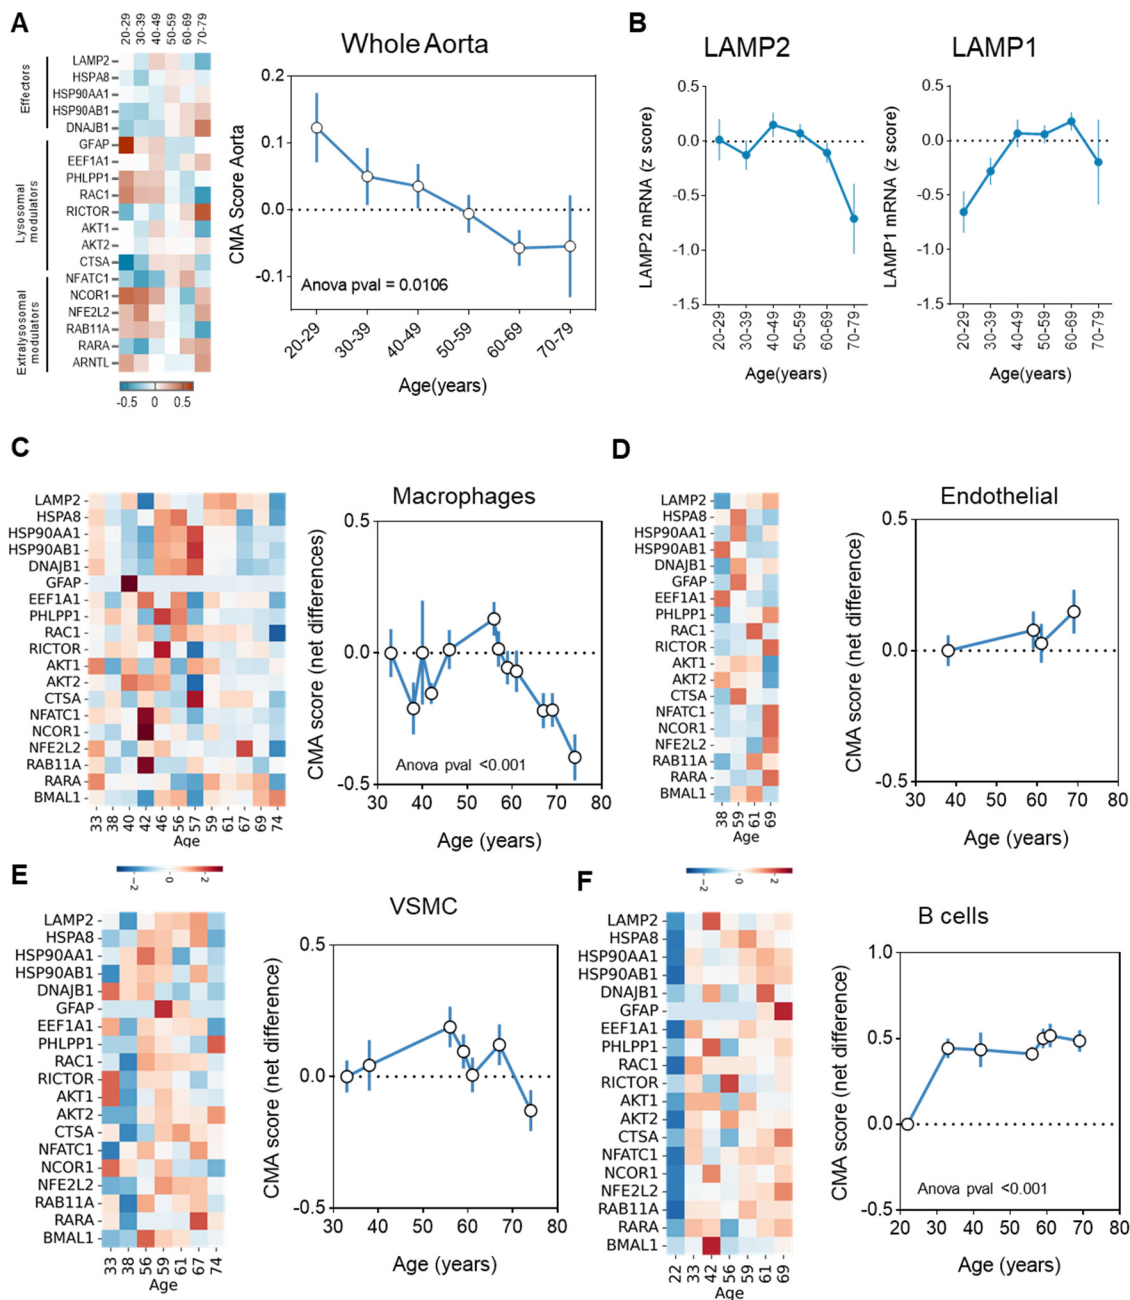 A
20-29
30-39
40-49
50-59
60-69
70-79
Effectors
Lysosomal modulators
Extralysosomal modulators
LAMP2
HSPA8
HSP90AA1
HSP90AB1
DNAJB1
GFAP
EEF1A1
PHLPP1
RAC1
RICTOR
AKT1
AKT2
CTSA
NFATC1
NCOR1
NFE2L2
RAB11A
RARA
ARNTL
-0.5 0 0.5
Whole Aorta
CMA Score Aorta
0.2
0.1
0.0
-0.1
Anova pval = 0.0106
20-29
30-39
40-49
50-59
60-69
70-79
Age(years)
B
LAMP2
LAMP2 mRNA (z score)
0.5
0.0
-0.5
-1.0
-1.5
20-29
30-39
40-49
50-59
60-69
70-79
Age(years)
LAMP1
LAMP1 mRNA (z score)
0.5
0.0
-0.5
-1.0
-1.5
20-29
30-39
40-49
50-59
60-69
70-79
Age(years)
C
LAMP2
HSPA8
HSP90AA1
HSP90AB1
DNAJB1
GFAP
EEF1A1
PHLPP1
RAC1
RICTOR
AKT1
AKT2
CTSA
NFATC1
NCOR1
NFE2L2
RAB11A
RARA
BMAL1
33 38 40 42 46 56 57 59 61 67 69 74
Age
-2 0 2
Macrophages
CMA score (net differences)
0.5
0.0
-0.5
Anova pval <0.001
30 40 50 60 70 80
Age (years)
D
LAMP2
HSPA8
HSP90AA1
HSP90AB1
DNAJB1
GFAP
EEF1A1
PHLPP1
RAC1
RICTOR
AKT1
AKT2
CTSA
NFATC1
NCOR1
NFE2L2
RAB11A
RARA
BMAL1
38 59 61 69
Age
-2 0 2
Endothelial
CMA score (net difference)
0.5
0.0
-0.5
30 40 50 60 70 80
Age (years)
E
LAMP2
HSPA8
HSP90AA1
HSP90AB1
DNAJB1
GFAP
EEF1A1
PHLPP1
RAC1
RICTOR
AKT1
AKT2
CTSA
NFATC1
NCOR1
NFE2L2
RAB11A
RARA
BMAL1
33 38 56 59 61 67 74
Age
VSMC
CMA score (net difference)
0.5
0.0
-0.5
30 40 50 60 70 80
Age (years)
F
LAMP2
HSPA8
HSP90AA1
HSP90AB1
DNAJB1
GFAP
EEF1A1
PHLPP1
RAC1
RICTOR
AKT1
AKT2
CTSA
NFATC1
NCOR1
NFE2L2
RAB11A
RARA
BMAL1
22 33 42 56 59 61 69
Age
B cells
CMA score (net difference)
1.0
0.5
0.0
-0.5
Anova pval <0.001
20 30 40 50 60 70 80
Age (years)